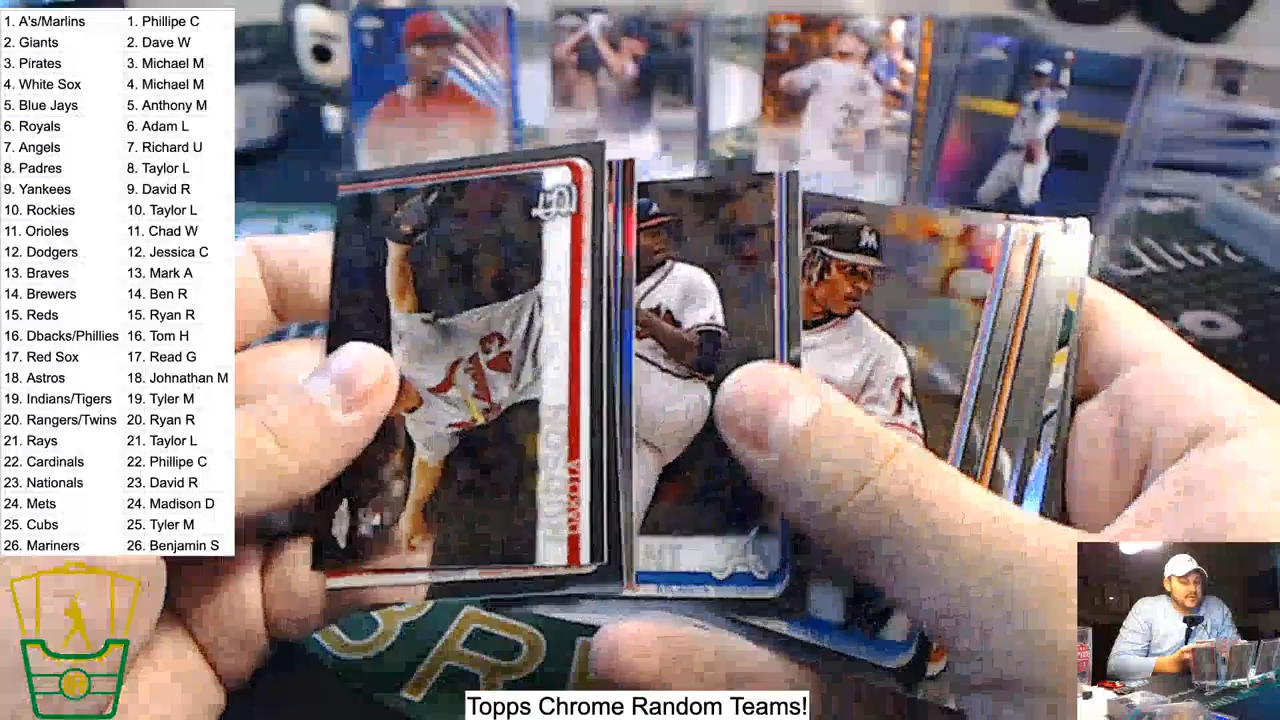 1. A's/Marlins
2. Giants
3. Pirates
4. White Sox
5. Blue Jays
6. Royals
7. Angels
8. Padres
9. Yankees
10. Rockies
11. Orioles
12. Dodgers
13. Braves
14. Brewers
15. Reds
16. Dbacks/Phillies
17. Red Sox
18. Astros
19. Indians/Tigers
20. Rangers/Twins
21. Rays
22. Cardinals
23. Nationals
24. Mets
25. Cubs
26. Mariners
1. Phillipe C
2. Dave W
3. Michael M
4. Michael M
5. Anthony M
6. Adam L
7. Richard U
8. Taylor L
9. David R
10. Taylor L
11. Chad W
12. Jessica C
13. Mark A
14. Ben R
15. Ryan R
16. Tom H
17. Read G
18. Johnathan M
19. Tyler M
20. Ryan R
21. Taylor L
22. Phillipe C
23. David R
24. Madison D
25. Tyler M
26. Benjamin S
DAKOTA
ultra
BR
Topps Chrome Random Teams!